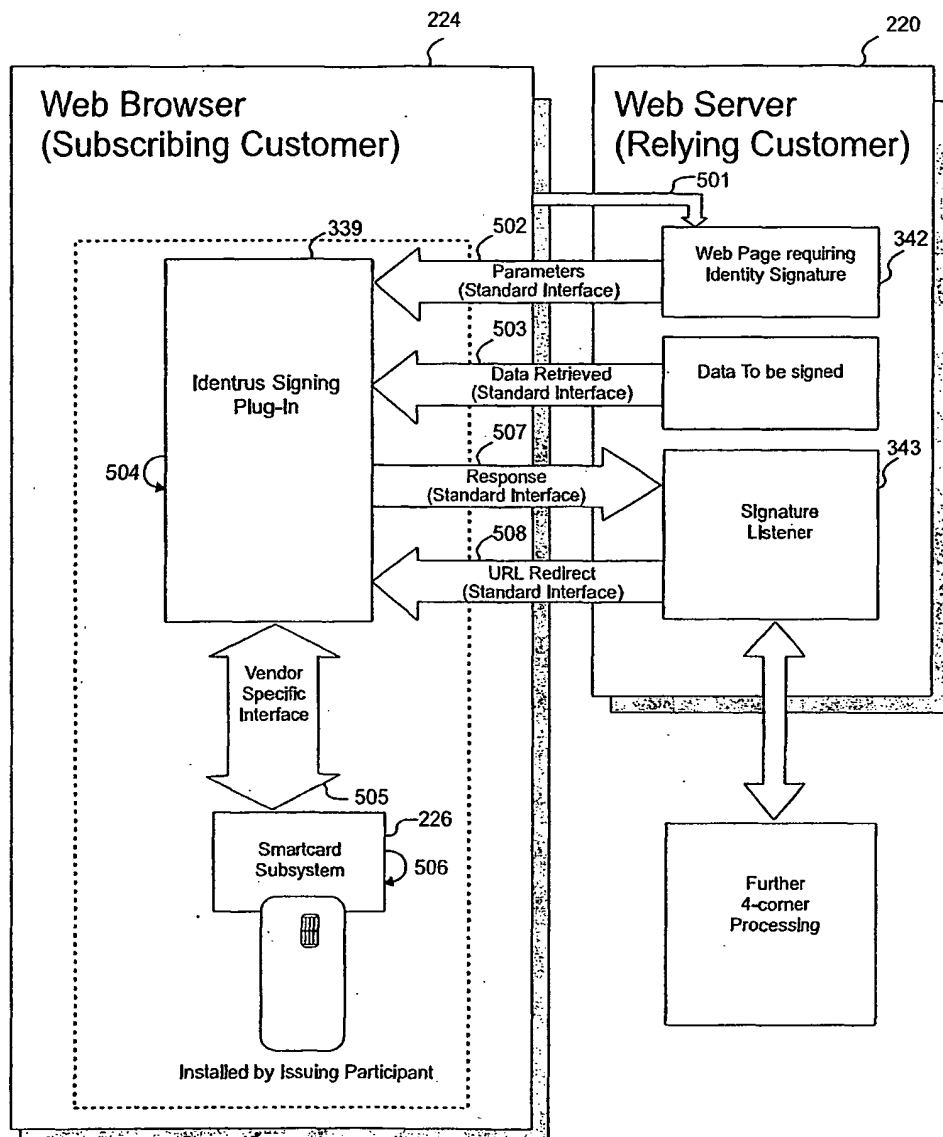 224
220
Web Browser
(Subscribing Customer)
Web Server
(Relying Customer)
501
339
502
342
Web Page requiring
Identity Signature
Parameters
(Standard Interface)
503
Identrus Signing
Plug-In
Data Retrieved
(Standard Interface)
Data To be signed
507
343
504
Response
(Standard Interface)
Signature
Listener
508
URL Redirect
(Standard Interface)
Vendor
Specific
Interface
505
226
Smartcard
Subsystem
506
Further
4-corner
Processing
Installed by Issuing Participant